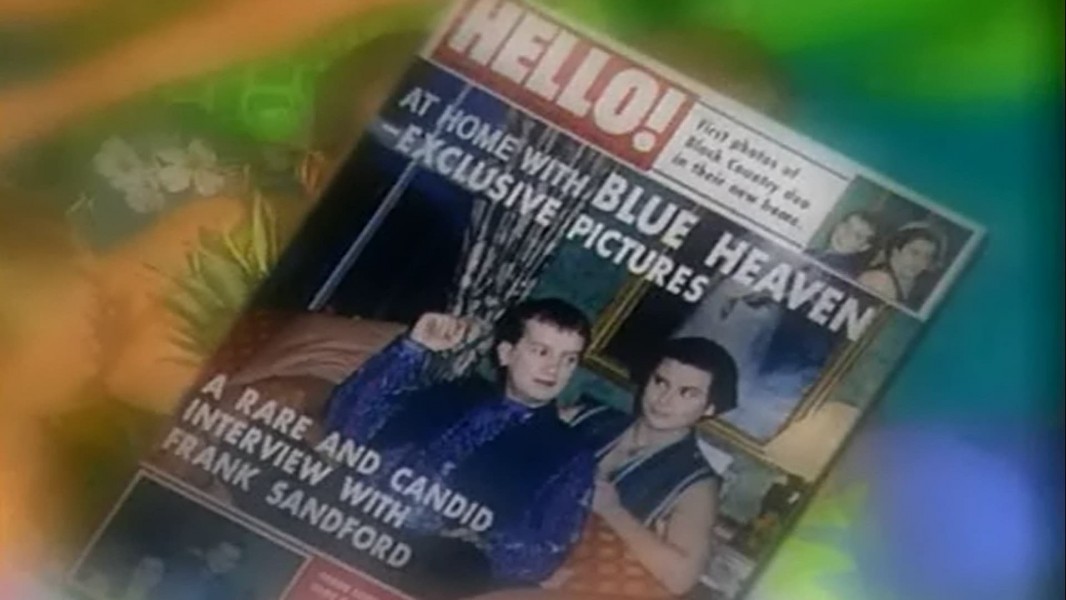 HELLO!
First photos of
Black Country duo
in their new home.
AT HOME WITH BLUE HEAVEN
-EXCLUSIVE PICTURES
A RARE AND CANDID
INTERVIEW WITH
FRANK SANDFORD